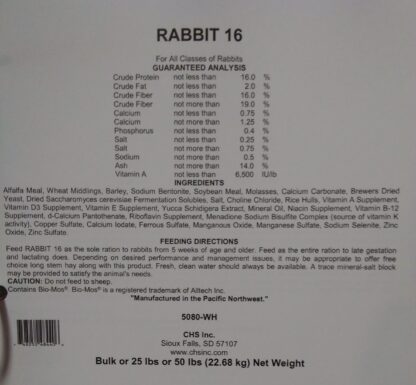 RABBIT 16
For All Classes of Rabbits
GUARANTEED ANALYSIS
Crude Protein not less than 16.0 %
Crude Fat not less than 2.0 %
Crude Fiber not less than 16.0 %
Crude Fiber not more than 19.0 %
Calcium not less than 0.75 %
Calcium not more than 1.25 %
Phosphorus not less than 0.4 %
Salt not less than 0.25 %
Salt not more than 0.75 %
Sodium not more than 0.5 %
Ash not more than 14.0 %
Vitamin A not less than 6,500 IU/lb
INGREDIENTS
Alfalfa Meal, Wheat Middlings, Barley, Sodium Bentonite, Soybean Meal, Molasses, Calcium Carbonate, Brewers Dried
Yeast, Dried Saccharomyces cerevisiae Fermentation Solubles, Salt, Choline Chloride, Rice Hulls, Vitamin A Supplement,
Vitamin D3 Supplement, Vitamin E Supplement, Yucca Schidigera Extract, Mineral Oil, Niacin Supplement, Vitamin B-12
Supplement, d-Calcium Pantothenate, Riboflavin Supplement, Menadione Sodium Bisulfite Complex (source of vitamin K
activity), Copper Sulfate, Calcium Iodate, Ferrous Sulfate, Manganous Oxide, Manganese Sulfate, Sodium Selenite, Zinc
Oxide, Zinc Sulfate.
FEEDING DIRECTIONS
Feed RABBIT 16 as the sole ration to rabbits from 5 weeks of age and older. Feed as the entire ration to late gestation
and lactating does. Depending on desired performance and management issues, it may be appropriate to offer free
choice long stem hay along with this product. Fresh, clean water should always be available. A trace mineral-salt block
may be provided to satisfy the animal's needs.
CAUTION: Do not feed to sheep.
Contains Bio-Mos® Bio-Mos® is a registered trademark of Alltech Inc.
"Manufactured in the Pacific Northwest."
5080-WH
CHS Inc.
Sioux Falls, SD 57107
www.chsinc.com
Bulk or 25 lbs or 50 lbs (22.68 kg) Net Weight